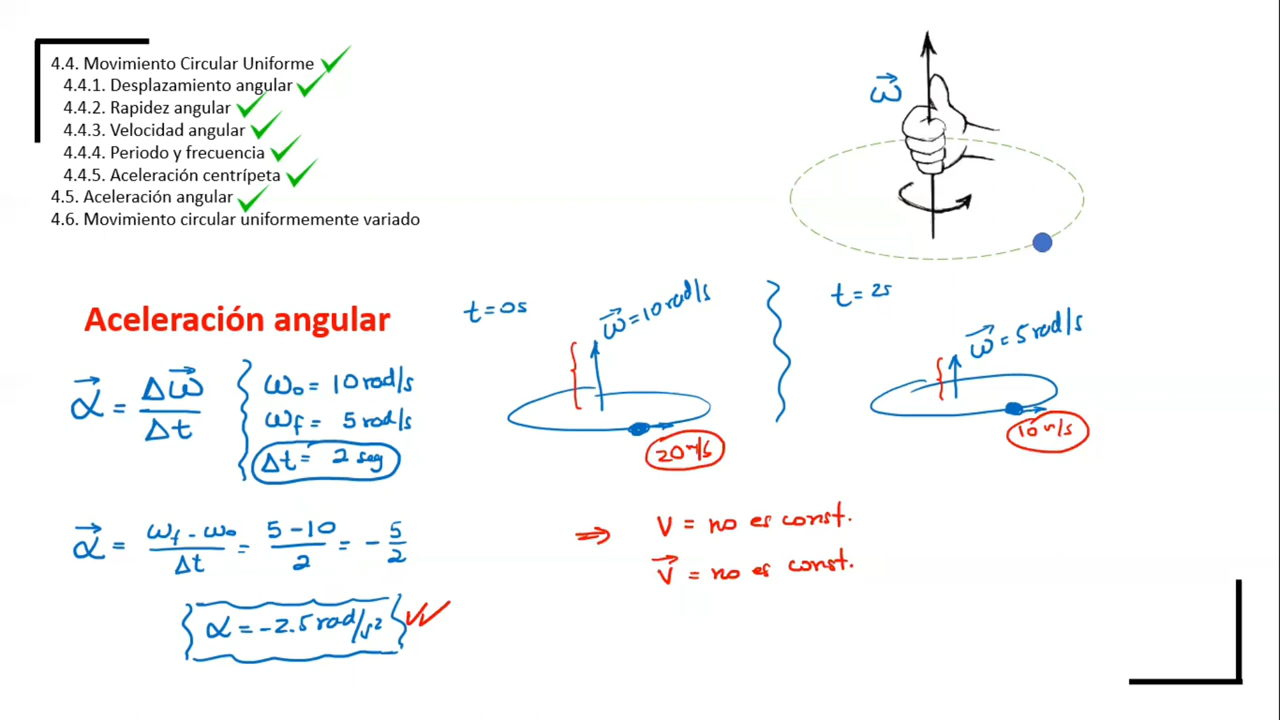 4.4. Movimiento Circular Uniforme
4.4.1. Desplazamiento angular
4.4.2. Rapidez angular
4.4.3. Velocidad angular
4.4.4. Periodo y frecuencia
4.4.5. Aceleración centrípeta
4.5. Aceleración angular
4.6. Movimiento circular uniformemente variado
ω⃗
Aceleración angular
α⃗ = Δω⃗ / Δt
ω₀ = 10 rad/s
ωf = 5 rad/s
Δt = 2 seg
α⃗ = (ωf - ω₀) / Δt = (5 - 10) / 2 = - 5/2
α = -2.5 rad/s²
t = 0s
ω⃗ = 10 rad/s
20 m/s
t = 2s
ω⃗ = 5 rad/s
10 m/s
⇒ V = no es const.
V⃗ = no es const.